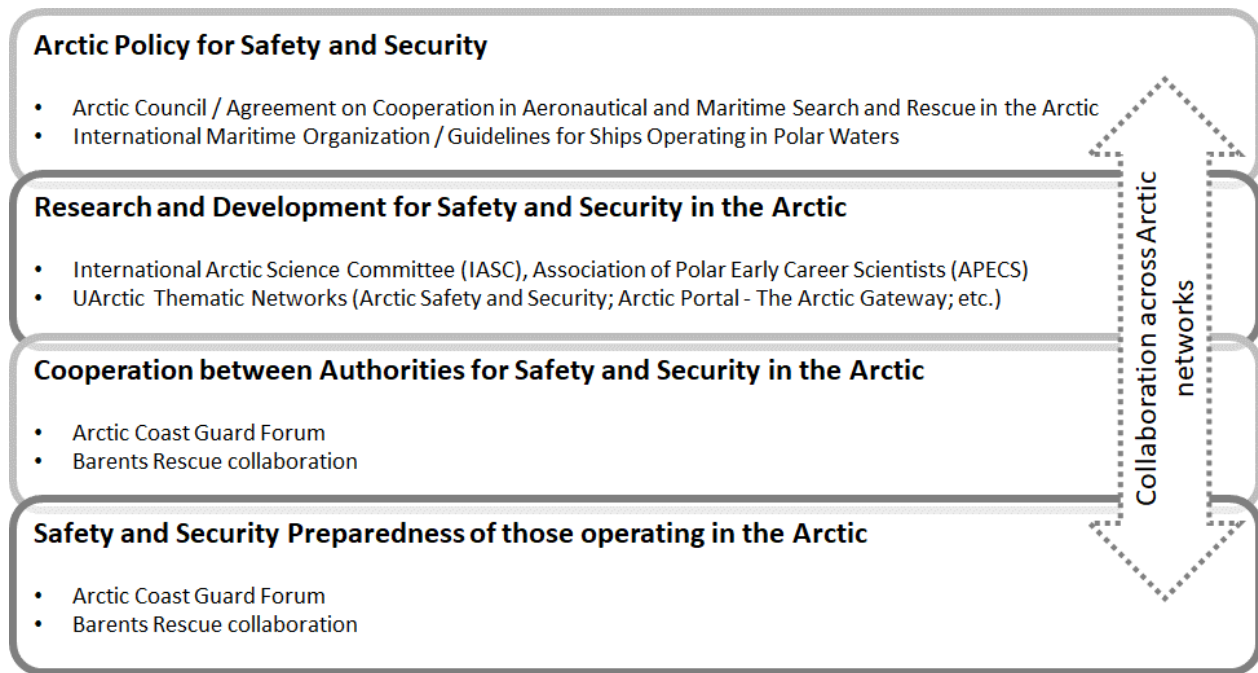 Arctic Policy for Safety and Security
• Arctic Council / Agreement on Cooperation in Aeronautical and Maritime Search and Rescue in the Arctic
• International Maritime Organization / Guidelines for Ships Operating in Polar Waters
Research and Development for Safety and Security in the Arctic
• International Arctic Science Committee (IASC), Association of Polar Early Career Scientists (APECS)
• UArctic Thematic Networks (Arctic Safety and Security; Arctic Portal - The Arctic Gateway; etc.)
Cooperation between Authorities for Safety and Security in the Arctic
• Arctic Coast Guard Forum
• Barents Rescue collaboration
Safety and Security Preparedness of those operating in the Arctic
• Arctic Coast Guard Forum
• Barents Rescue collaboration
Collaboration across Arctic
networks